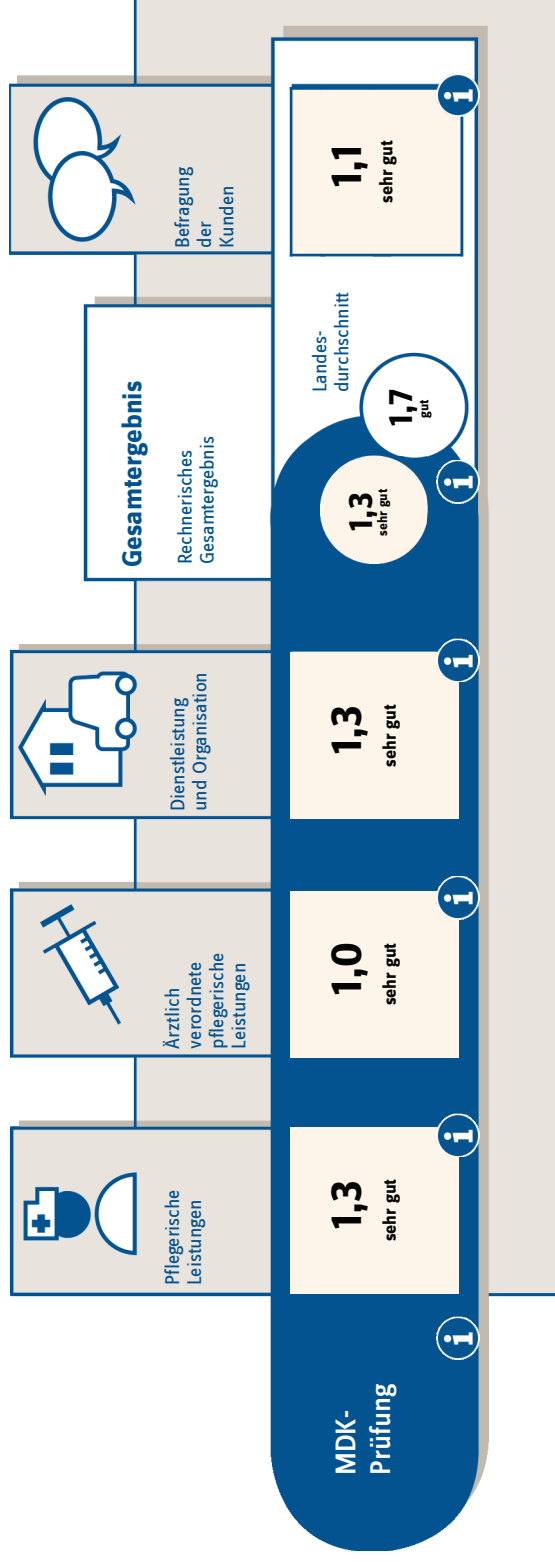 Pflegerische
Leistungen
Ärztlich
verordnete
pflegerische
Leistungen
Dienstleistung
und Organisation
Gesamtergebnis
Rechnerisches
Gesamtergebnis
Befragung
der
Kunden
MDK-
Prüfung
1,3
sehr gut
1,0
sehr gut
1,3
sehr gut
1,3
sehr gut
Landes-
durchschnitt
1,7
gut
1,1
sehr gut
i
i
i
i
i
i